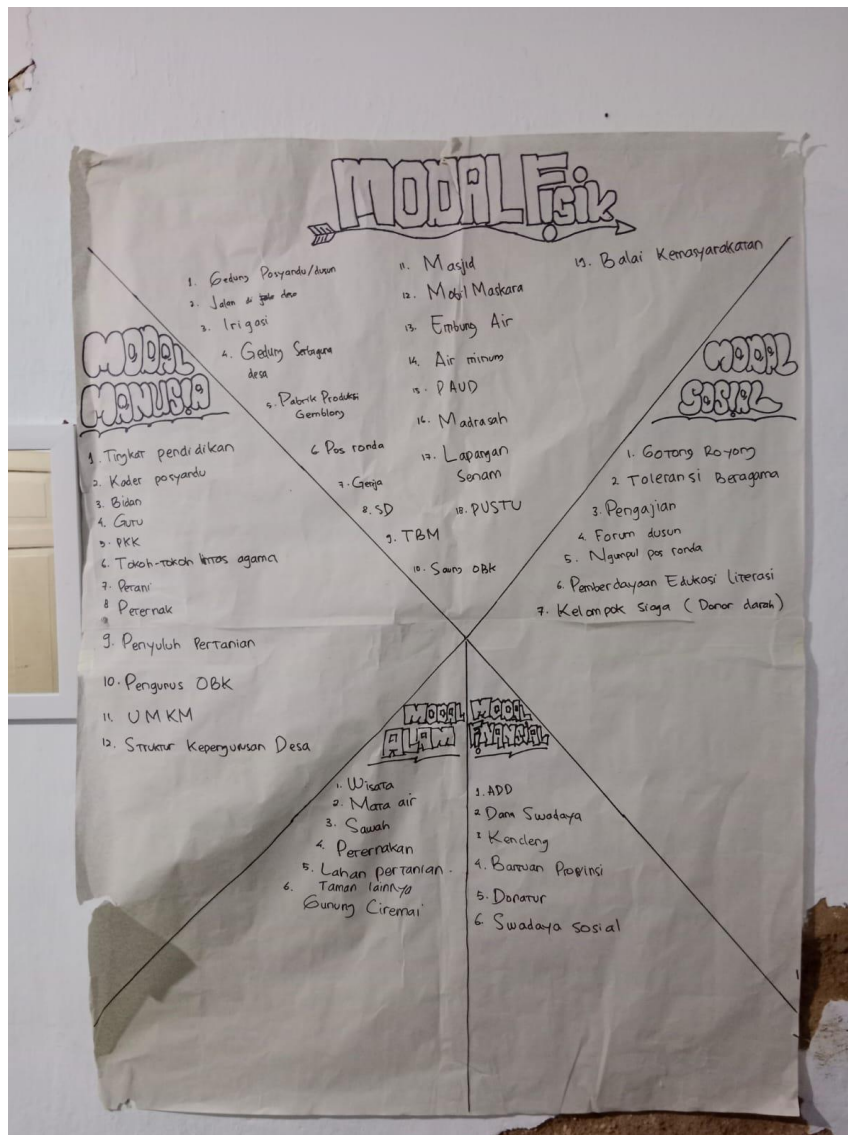 MODAL FISIK
1. Gedung Posyandu/dusun
2. Jalan di desa
3. Irigasi
4. Gedung Serbaguna
desa
5. Pabrik Produksi
Gemblong
6. Pos ronda
7. Gereja
8. SD
9. TBM
10. Saung OBK
11. Masjid
12. Mobil Maskara
13. Embung Air
14. Air minum
15. PAUD
16. Madrasah
17. Lapangan
Senam
18. PUSTU
19. Balai Kemasyarakatan
MODAL
MANUSIA
1. Tingkat pendidikan
2. Kader posyandu
3. Bidan
4. Guru
5. PKK
6. Tokoh-tokoh lintas agama
7. Petani
8 Peternak
9. Penyuluh Pertanian
10. Pengurus OBK
11. UMKM
12. Struktur Kepengurusan Desa
MODAL
SOSIAL
1. Gotong Royong
2 Toleransi Beragama
3. Pengajian
4. Forum dusun
5. Ngumpul pos ronda
6. Pemberdayaan Edukasi Literasi
7. Kelompok Siaga (Donor darah)
MODAL
ALAM
1. Wisata
2. Mata air
3. Sawah
4. Peternakan
5. Lahan pertanian.
6. Taman lainnya
Gunung Ciremai
MODAL
FINANSIAL
1. ADD
2 Dana Swadaya
3 Kencleng
4. Bantuan Provinsi
5. Donatur
6. Swadaya sosial